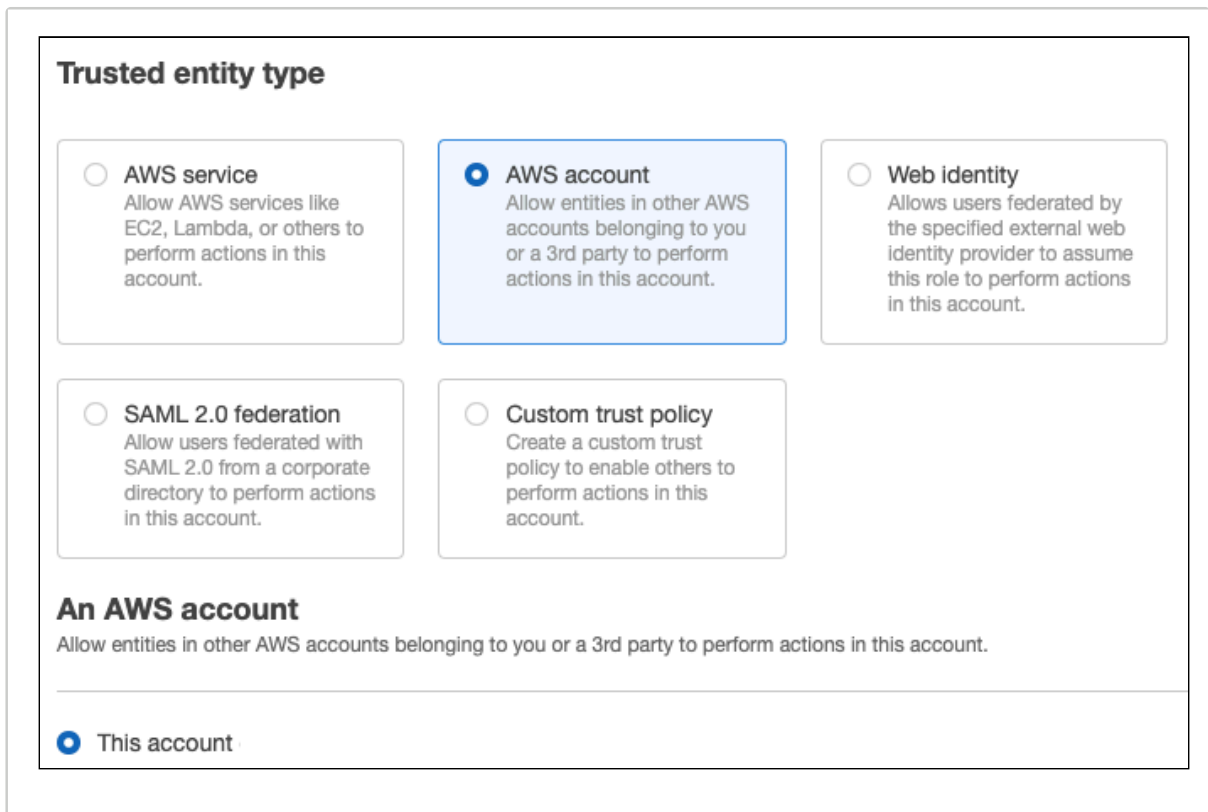 Trusted entity type
AWS service
Allow AWS services like
EC2, Lambda, or others to
perform actions in this
account.
AWS account
Allow entities in other AWS
accounts belonging to you
or a 3rd party to perform
actions in this account.
Web identity
Allows users federated by
the specified external web
identity provider to assume
this role to perform actions
in this account.
SAML 2.0 federation
Allow users federated with
SAML 2.0 from a corporate
directory to perform actions
in this account.
Custom trust policy
Create a custom trust
policy to enable others to
perform actions in this
account.
An AWS account
Allow entities in other AWS accounts belonging to you or a 3rd party to perform actions in this account.
This account